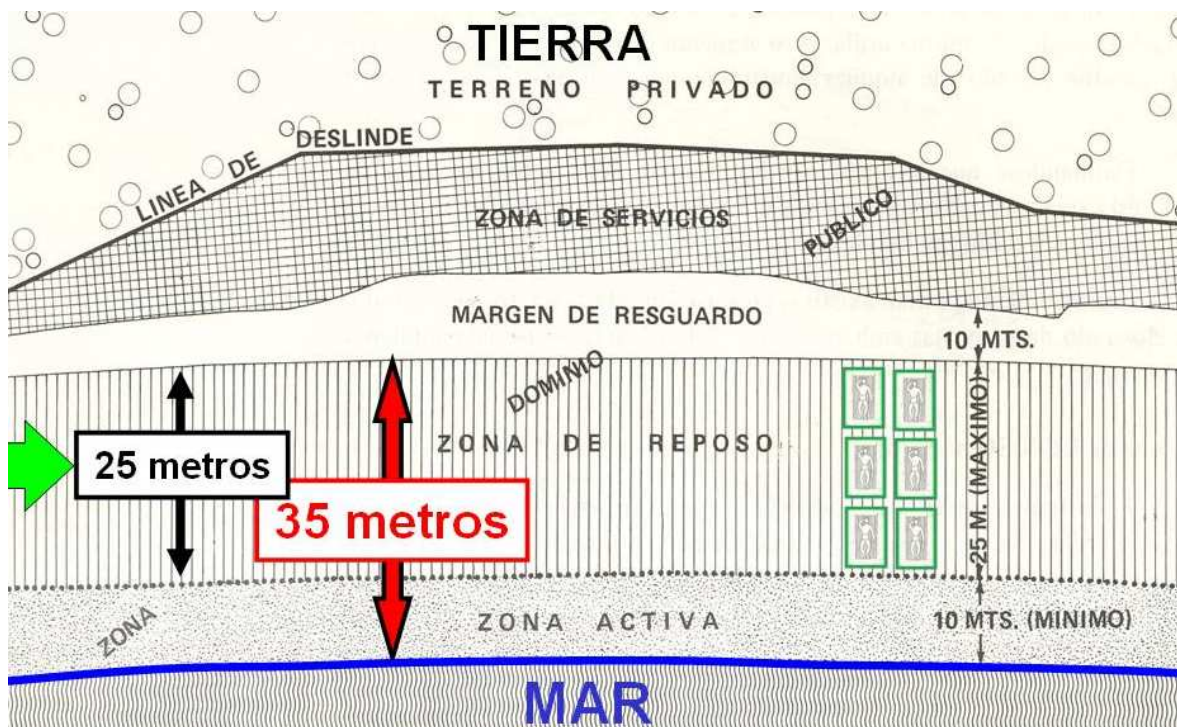 TIERRA
TERRENO PRIVADO
LINEA DE DESLINDE
ZONA DE SERVICIOS
PUBLICO
MARGEN DE RESGUARDO
10 MTS.
DOMINIO
ZONA DE REPOSO
25 metros
35 metros
25 M. (MAXIMO)
ZONA
ZONA ACTIVA
10 MTS. (MINIMO)
MAR